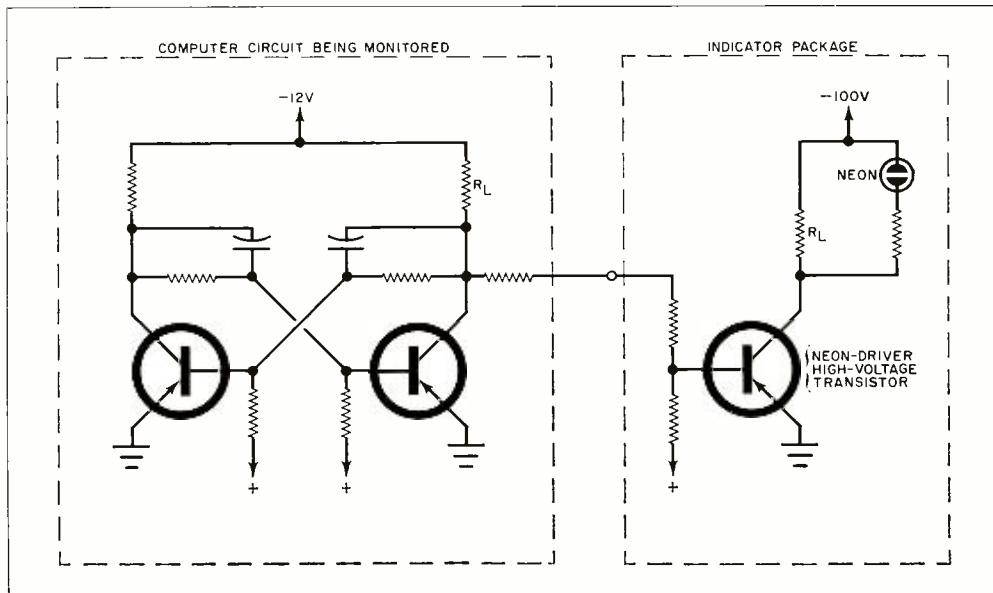 COMPUTER CIRCUIT BEING MONITORED
INDICATOR PACKAGE
-12V
-100V
NEON
RL
RL
NEON-DRIVER
HIGH-VOLTAGE
TRANSISTOR
+
+
+